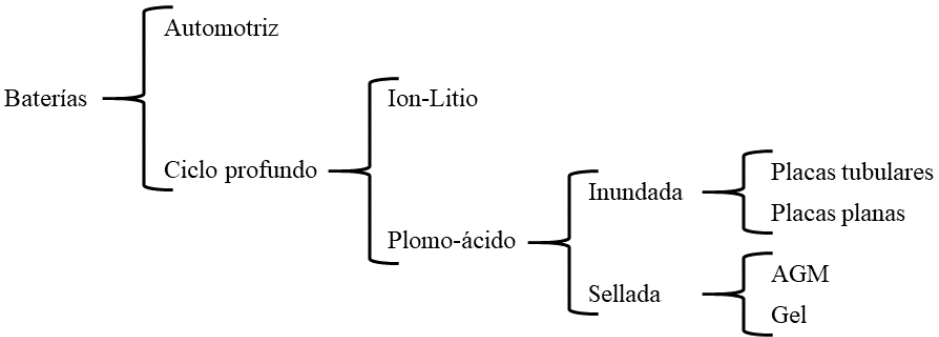 Baterías
Automotriz
Ciclo profundo
Ion-Litio
Plomo-ácido
Inundada
Placas tubulares
Placas planas
Sellada
AGM
Gel